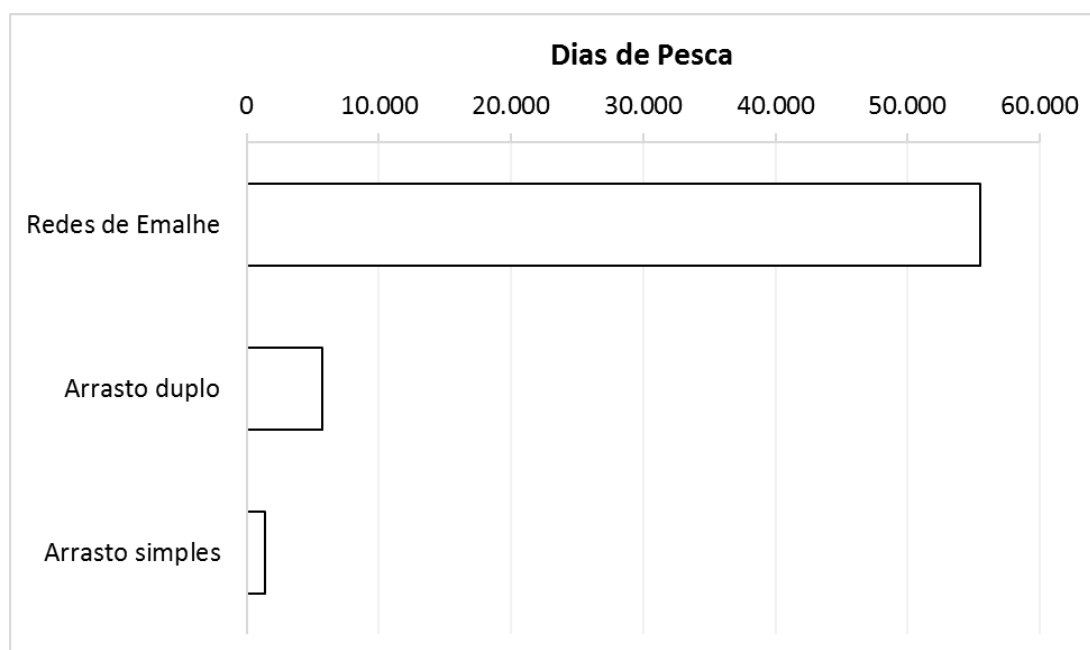 Dias de Pesca
0 10.000 20.000 30.000 40.000 50.000 60.000
Redes de Emalhe
Arrasto duplo
Arrasto simples